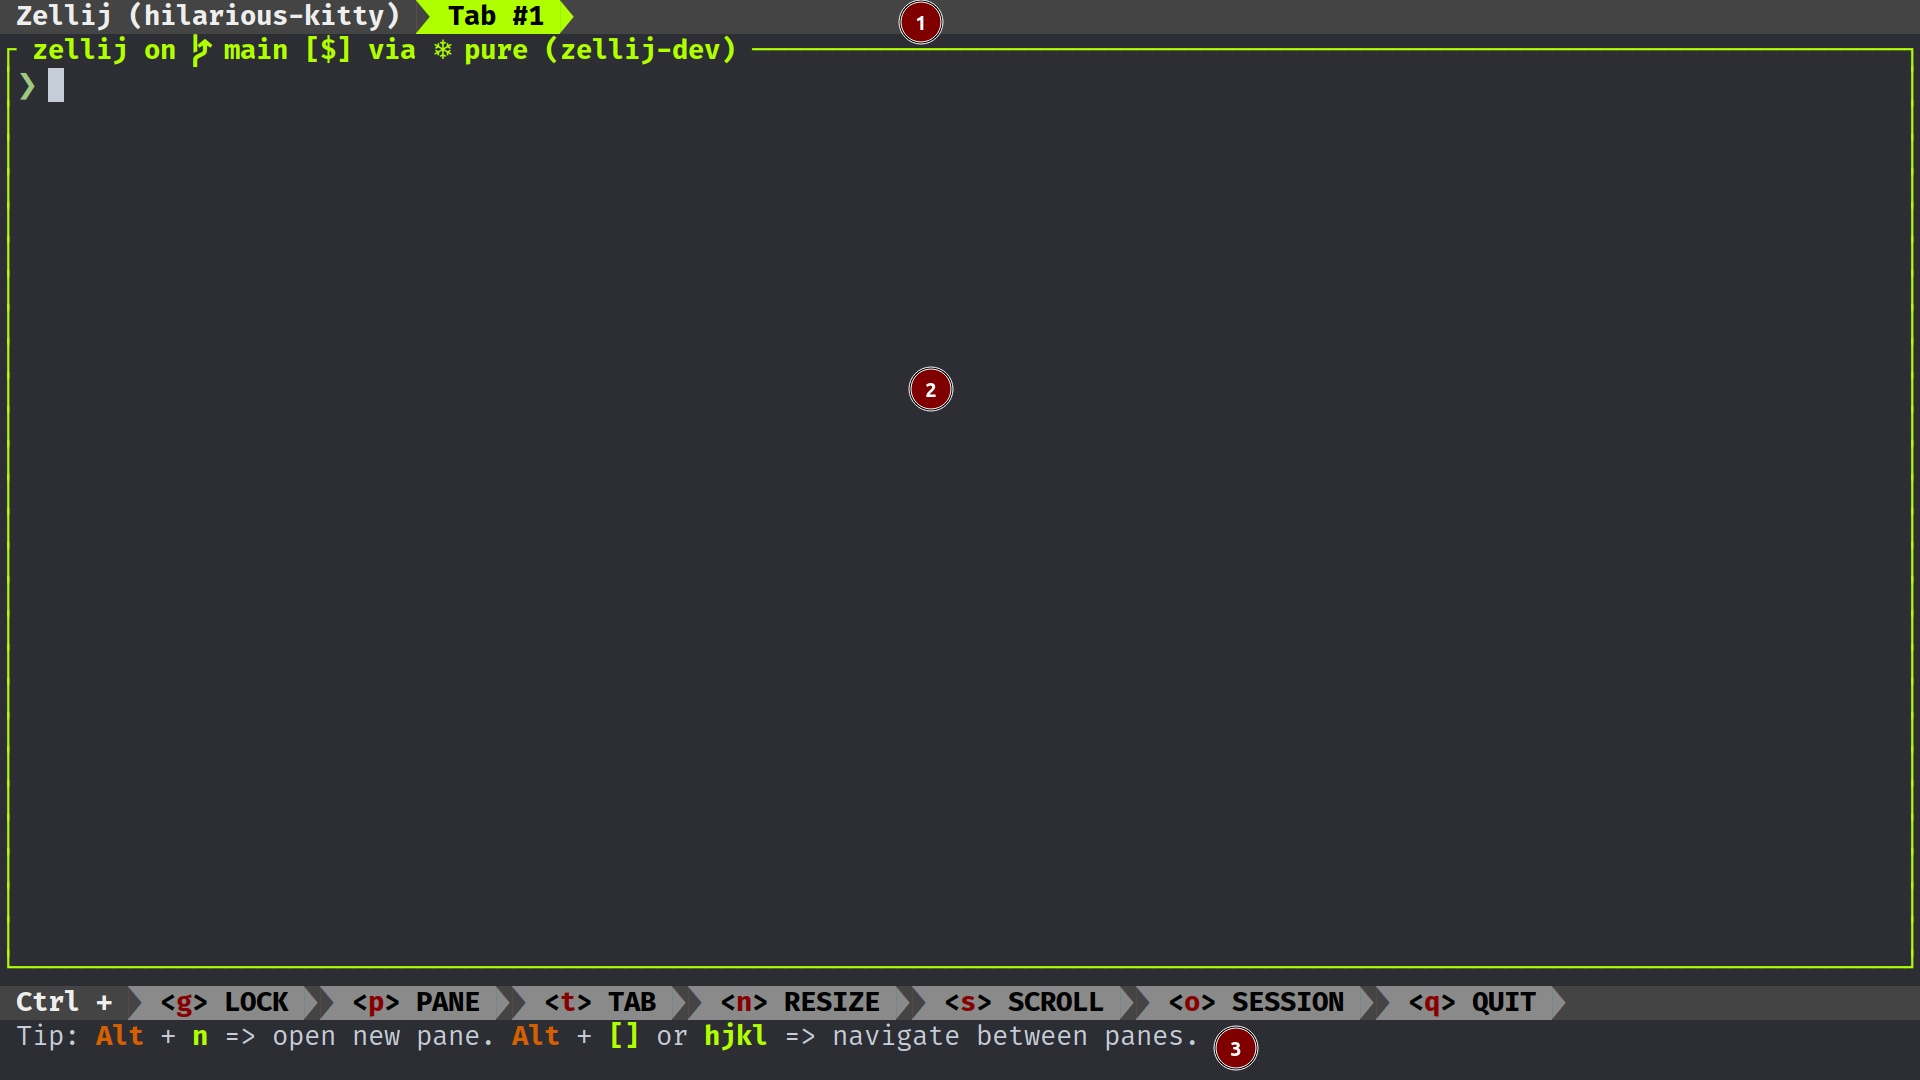 Zellij (hilarious-kitty) Tab #1 1
zellij on main [$] via ❄ pure (zellij-dev)
❯
2
Ctrl + <g> LOCK <p> PANE <t> TAB <n> RESIZE <s> SCROLL <o> SESSION <q> QUIT
Tip: Alt + n => open new pane. Alt + [] or hjkl => navigate between panes. 3